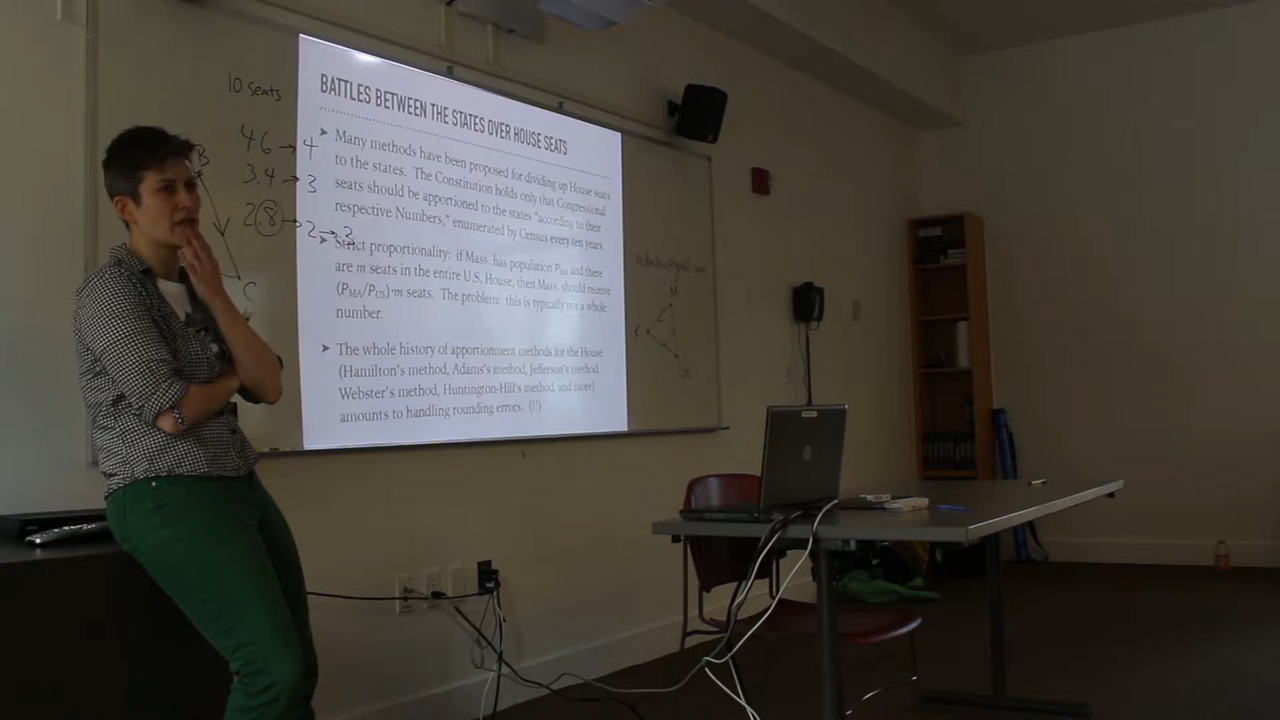 10 seats
4.6 → 4
3.4 → 3
2.8 → 2 → 3
B
C
BATTLES BETWEEN THE STATES OVER HOUSE SEATS
➤ Many methods have been proposed for dividing up House seats
to the states. The Constitution holds only that Congressional
seats should be apportioned to the states "according to their
respective Numbers," enumerated by Census every ten years.
➤ Strict proportionality: if Mass. has population PMA and there
are m seats in the entire U.S. House, then Mass. should receive
(PMA/PUS)·m seats. The problem: this is typically not a whole
number.
➤ The whole history of apportionment methods for the House
(Hamilton's method, Adams's method, Jefferson's method,
Webster's method, Huntington-Hill's method, and more)
amounts to handling rounding errors. (!!)